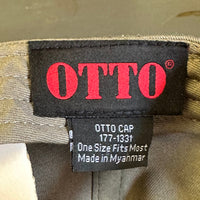 OTTO®
OTTO CAP
177-1331
One Size Fits Most
Made in Myanmar